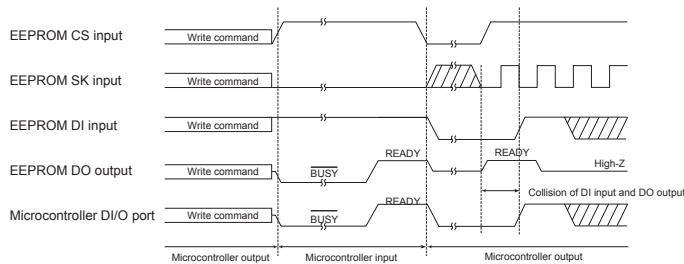 EEPROM CS input
Write command
EEPROM SK input
Write command
EEPROM DI input
Write command
EEPROM DO output
Write command
BUSY
READY
READY
High-Z
Collision of DI input and DO output
Microcontroller DI/O port
Write command
BUSY
READY
Microcontroller output
Microcontroller input
Microcontroller output